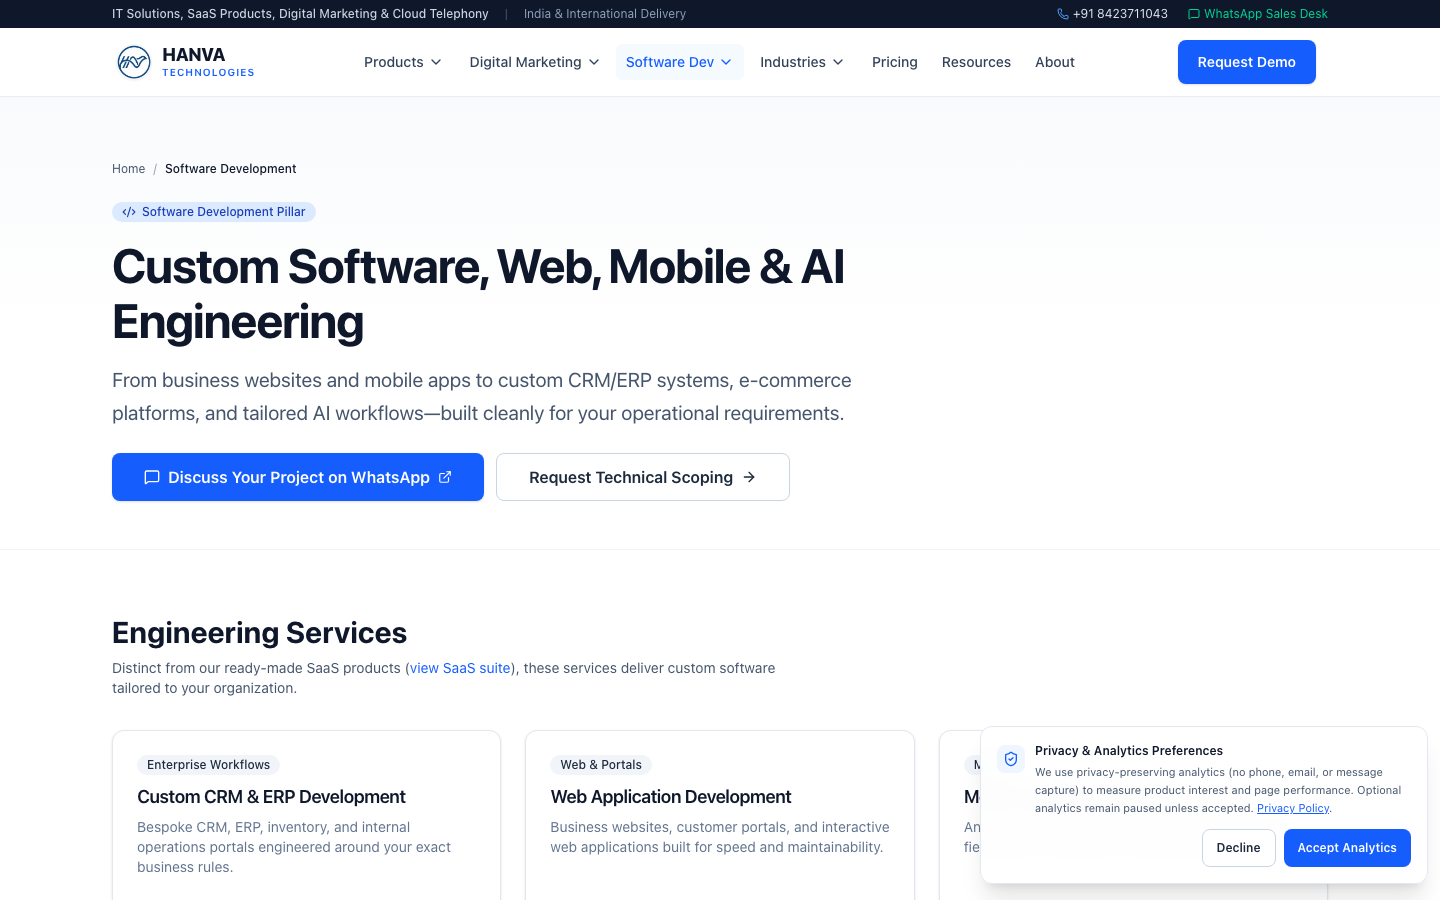 IT Solutions, SaaS Products, Digital Marketing & Cloud Telephony | India & International Delivery
+91 8423711043 WhatsApp Sales Desk
HANVA
TECHNOLOGIES
Products Digital Marketing Software Dev Industries Pricing Resources About
Request Demo
Home / Software Development
Software Development Pillar
Custom Software, Web, Mobile & AI
Engineering
From business websites and mobile apps to custom CRM/ERP systems, e-commerce
platforms, and tailored AI workflows—built cleanly for your operational requirements.
Discuss Your Project on WhatsApp
Request Technical Scoping
Engineering Services
Distinct from our ready-made SaaS products (view SaaS suite), these services deliver custom software
tailored to your organization.
Enterprise Workflows
Custom CRM & ERP Development
Bespoke CRM, ERP, inventory, and internal
operations portals engineered around your exact
business rules.
Web & Portals
Web Application Development
Business websites, customer portals, and interactive
web applications built for speed and maintainability.
Privacy & Analytics Preferences
We use privacy-preserving analytics (no phone, email, or message
capture) to measure product interest and page performance. Optional
analytics remain paused unless accepted. Privacy Policy.
Decline
Accept Analytics